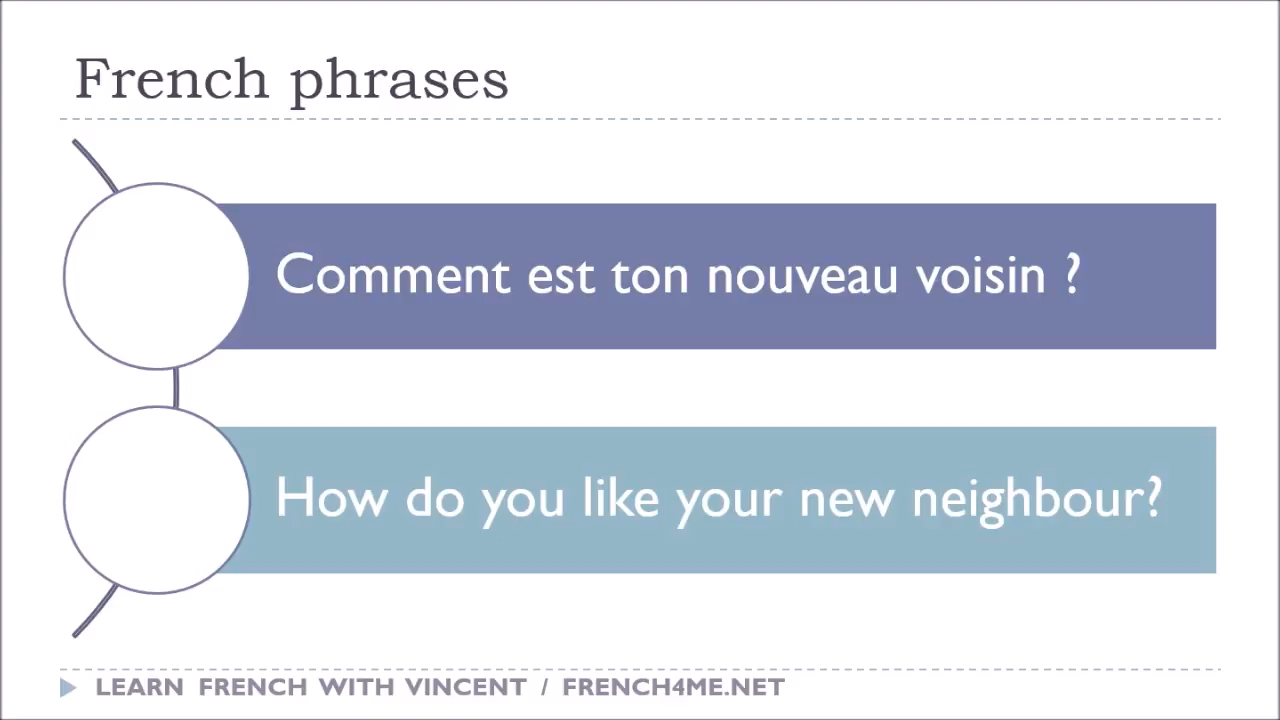 French phrases
Comment est ton nouveau voisin ?
How do you like your new neighbour?
LEARN FRENCH WITH VINCENT / FRENCH4ME.NET